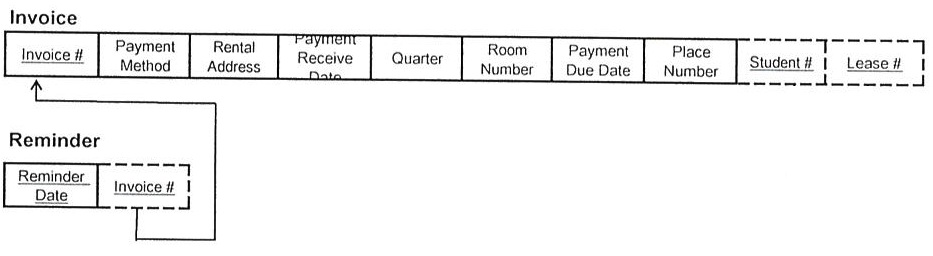 Invoice
Invoice #
Payment
Method
Rental
Address
Payment
Receive
Date
Quarter
Room
Number
Payment
Due Date
Place
Number
Student #
Lease #
Reminder
Reminder
Date
Invoice #